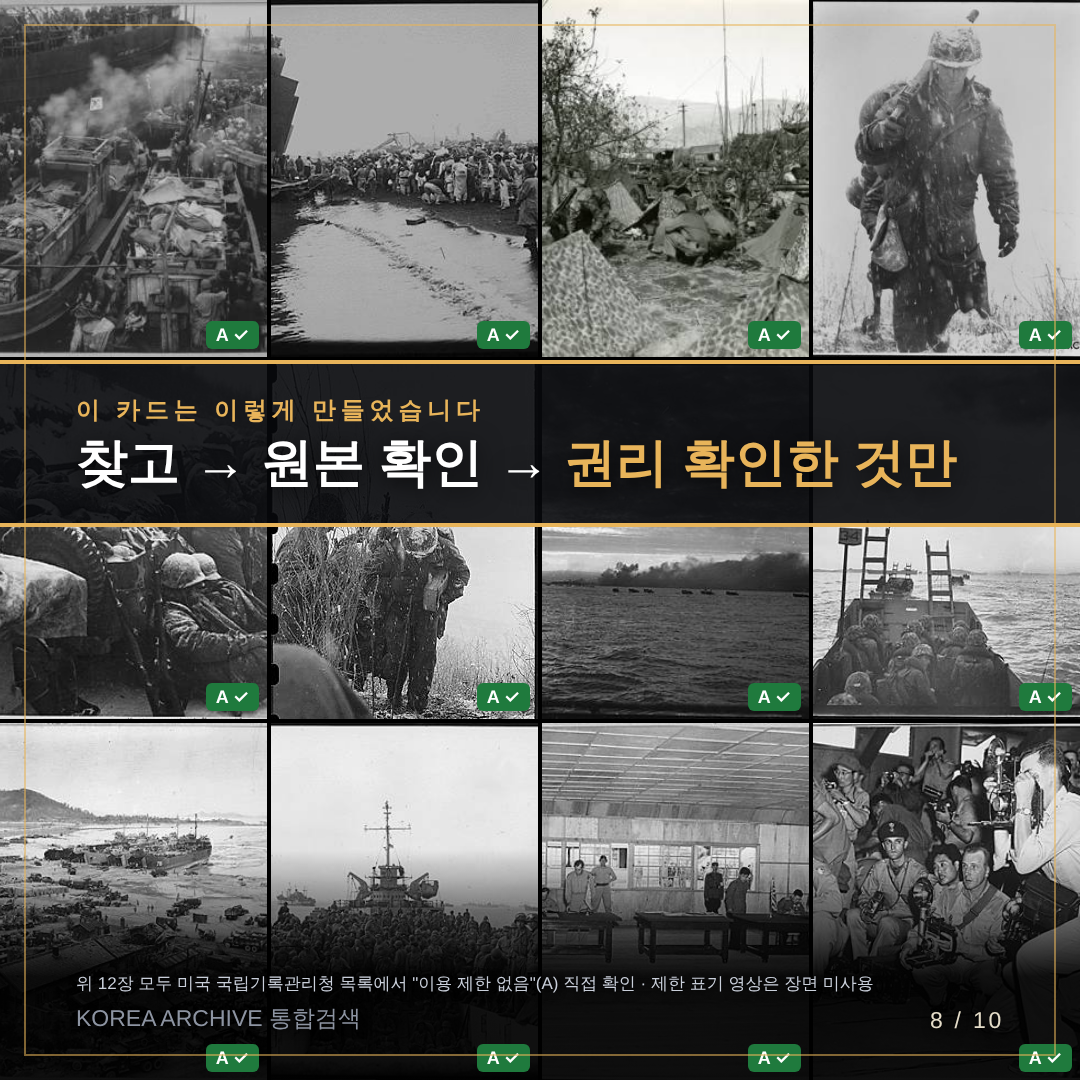 A ✓
A ✓
A ✓
A ✓
이 카드는 이렇게 만들었습니다
찾고 → 원본 확인 → 권리 확인한 것만
34
A ✓
A ✓
A ✓
A ✓
위 12장 모두 미국 국립기록관리청 목록에서 "이용 제한 없음"(A) 직접 확인 · 제한 표기 영상은 장면 미사용
KOREA ARCHIVE 통합검색
8 / 10
A ✓
A ✓
A ✓
A ✓